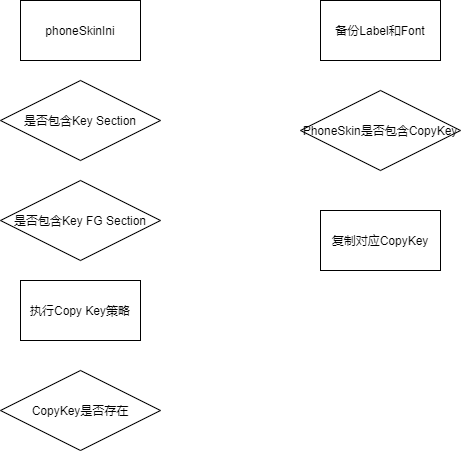 phoneSkinIni
是否包含Key Section
是否包含Key FG Section
执行Copy Key策略
CopyKey是否存在
备份Label和Font
PhoneSkin是否包含CopyKey
复制对应CopyKey